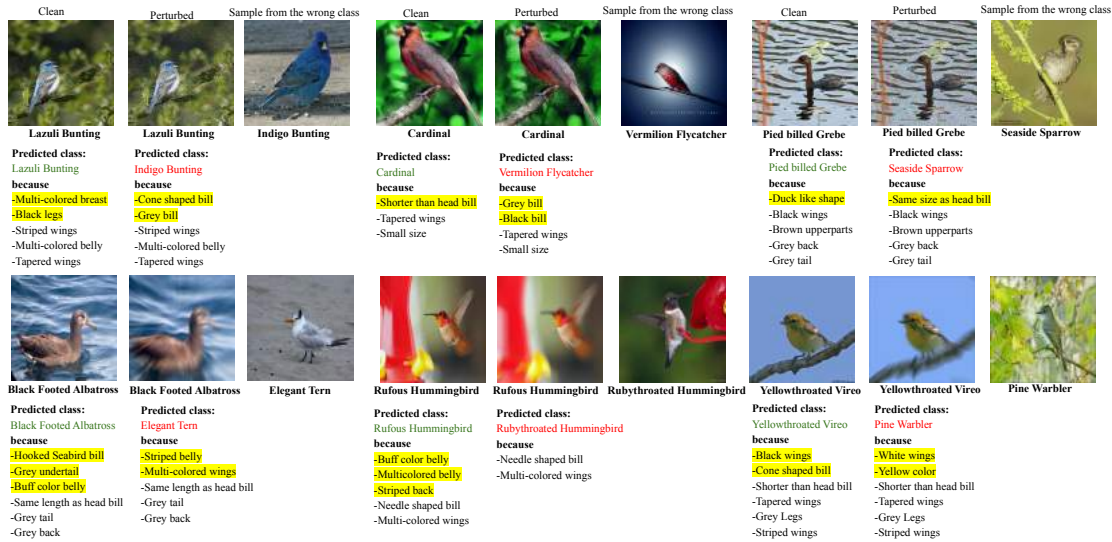 Clean
Perturbed
Sample from the wrong class
Lazuli Bunting
Lazuli Bunting
Indigo Bunting
Predicted class:
Lazuli Bunting
because
-Multi-colored breast
-Black legs
-Striped wings
-Multi-colored belly
-Tapered wings
Predicted class:
Indigo Bunting
because
-Cone shaped bill
-Grey bill
-Striped wings
-Multi-colored belly
-Tapered wings
Clean
Perturbed
Sample from the wrong class
Cardinal
Cardinal
Vermilion Flycatcher
Predicted class:
Cardinal
because
-Shorter than head bill
-Tapered wings
-Small size
Predicted class:
Vermilion Flycatcher
because
-Grey bill
-Black bill
-Tapered wings
-Small size
Clean
Perturbed
Sample from the wrong class
Pied billed Grebe
Pied billed Grebe
Seaside Sparrow
Predicted class:
Pied billed Grebe
because
-Duck like shape
-Black wings
-Brown upperparts
-Grey back
-Grey tail
Predicted class:
Seaside Sparrow
because
-Same size as head bill
-Black wings
-Brown upperparts
-Grey back
-Grey tail
Black Footed Albatross
Black Footed Albatross
Elegant Tern
Predicted class:
Black Footed Albatross
because
-Hooked Seabird bill
-Grey undertail
-Buff color belly
-Same length as head bill
-Grey tail
-Grey back
Predicted class:
Elegant Tern
because
-Striped belly
-Multi-colored wings
-Same length as head bill
-Grey tail
-Grey back
Rufous Hummingbird
Rufous Hummingbird
Rubythroated Hummingbird
Predicted class:
Rufous Hummingbird
because
-Buff color belly
-Multicolored belly
-Striped back
-Needle shaped bill
-Multi-colored wings
Predicted class:
Rubythroated Hummingbird
because
-Needle shaped bill
-Multi-colored wings
Yellowthroated Vireo
Yellowthroated Vireo
Pine Warbler
Predicted class:
Yellowthroated Vireo
because
-Black wings
-Cone shaped bill
-Shorter than head bill
-Tapered wings
-Grey Legs
-Striped wings
Predicted class:
Pine Warbler
because
-White wings
-Yellow color
-Shorter than head bill
-Tapered wings
-Grey Legs
-Striped wings